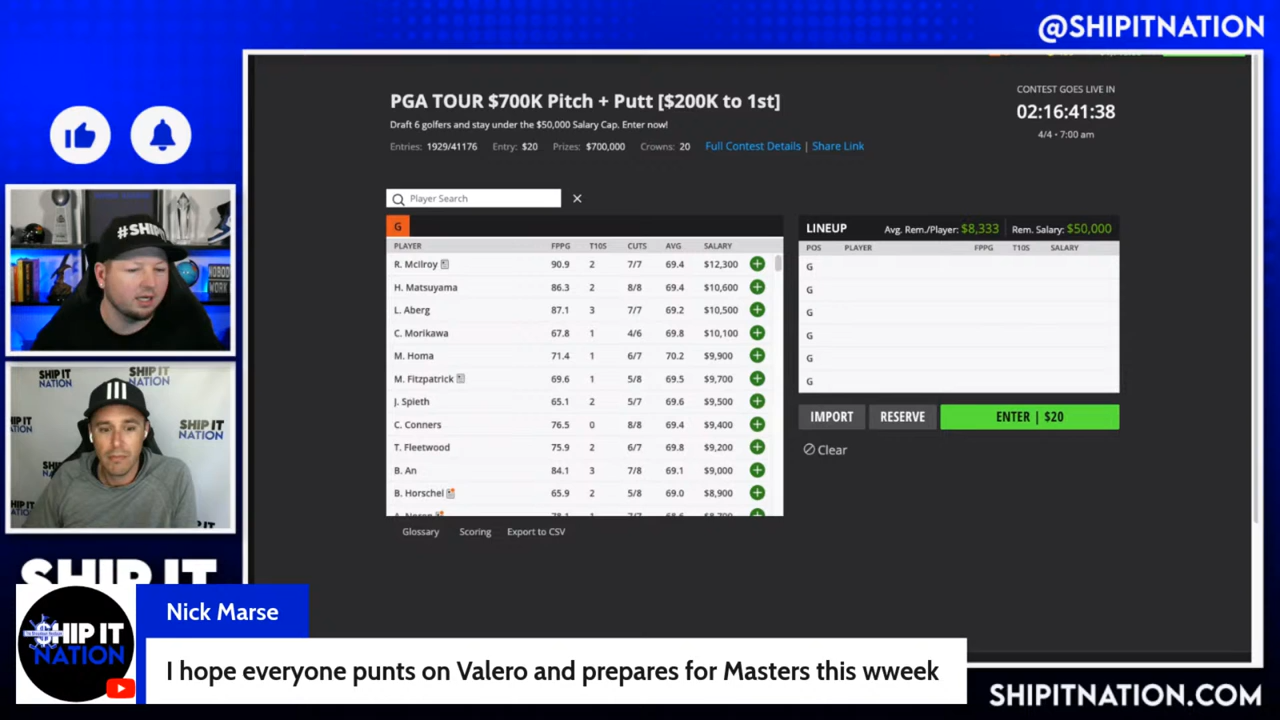 @SHIPITNATION
PGA TOUR $700K Pitch + Putt [$200K to 1st]
Draft 6 golfers and stay under the $50,000 Salary Cap. Enter now!
Entries: 1929/41176 Entry: $20 Prizes: $700,000 Crowns: 20 Full Contest Details | Share Link
CONTEST GOES LIVE IN
02:16:41:38
4/4 • 7:00 am
Player Search
G
PLAYER FPPG T10S CUTS AVG SALARY
R. McIlroy 90.9 2 7/7 69.4 $12,300
H. Matsuyama 86.3 2 8/8 69.4 $10,600
L. Aberg 87.1 3 7/7 69.2 $10,500
C. Morikawa 67.8 1 4/6 69.8 $10,100
M. Homa 71.4 1 6/7 70.2 $9,900
M. Fitzpatrick 69.6 1 5/8 69.5 $9,700
J. Spieth 65.1 2 5/7 69.6 $9,500
C. Conners 76.5 0 8/8 69.4 $9,400
T. Fleetwood 75.9 2 6/7 69.8 $9,200
B. An 84.1 3 7/8 69.1 $9,000
B. Horschel 65.9 2 5/8 69.0 $8,900
Glossary Scoring Export to CSV
LINEUP Avg. Rem./Player: $8,333 Rem. Salary: $50,000
POS PLAYER FPPG T10S SALARY
G
G
G
G
G
G
IMPORT RESERVE ENTER | $20
Clear
#SHIP
NOBODY
WORK
SHIP IT
NATION
SHIP IT
NATION
SHIP IT
NATION
SHIP IT
SHIP IT
NATION
Nick Marse
I hope everyone punts on Valero and prepares for Masters this wweek
SHIPITNATION.COM